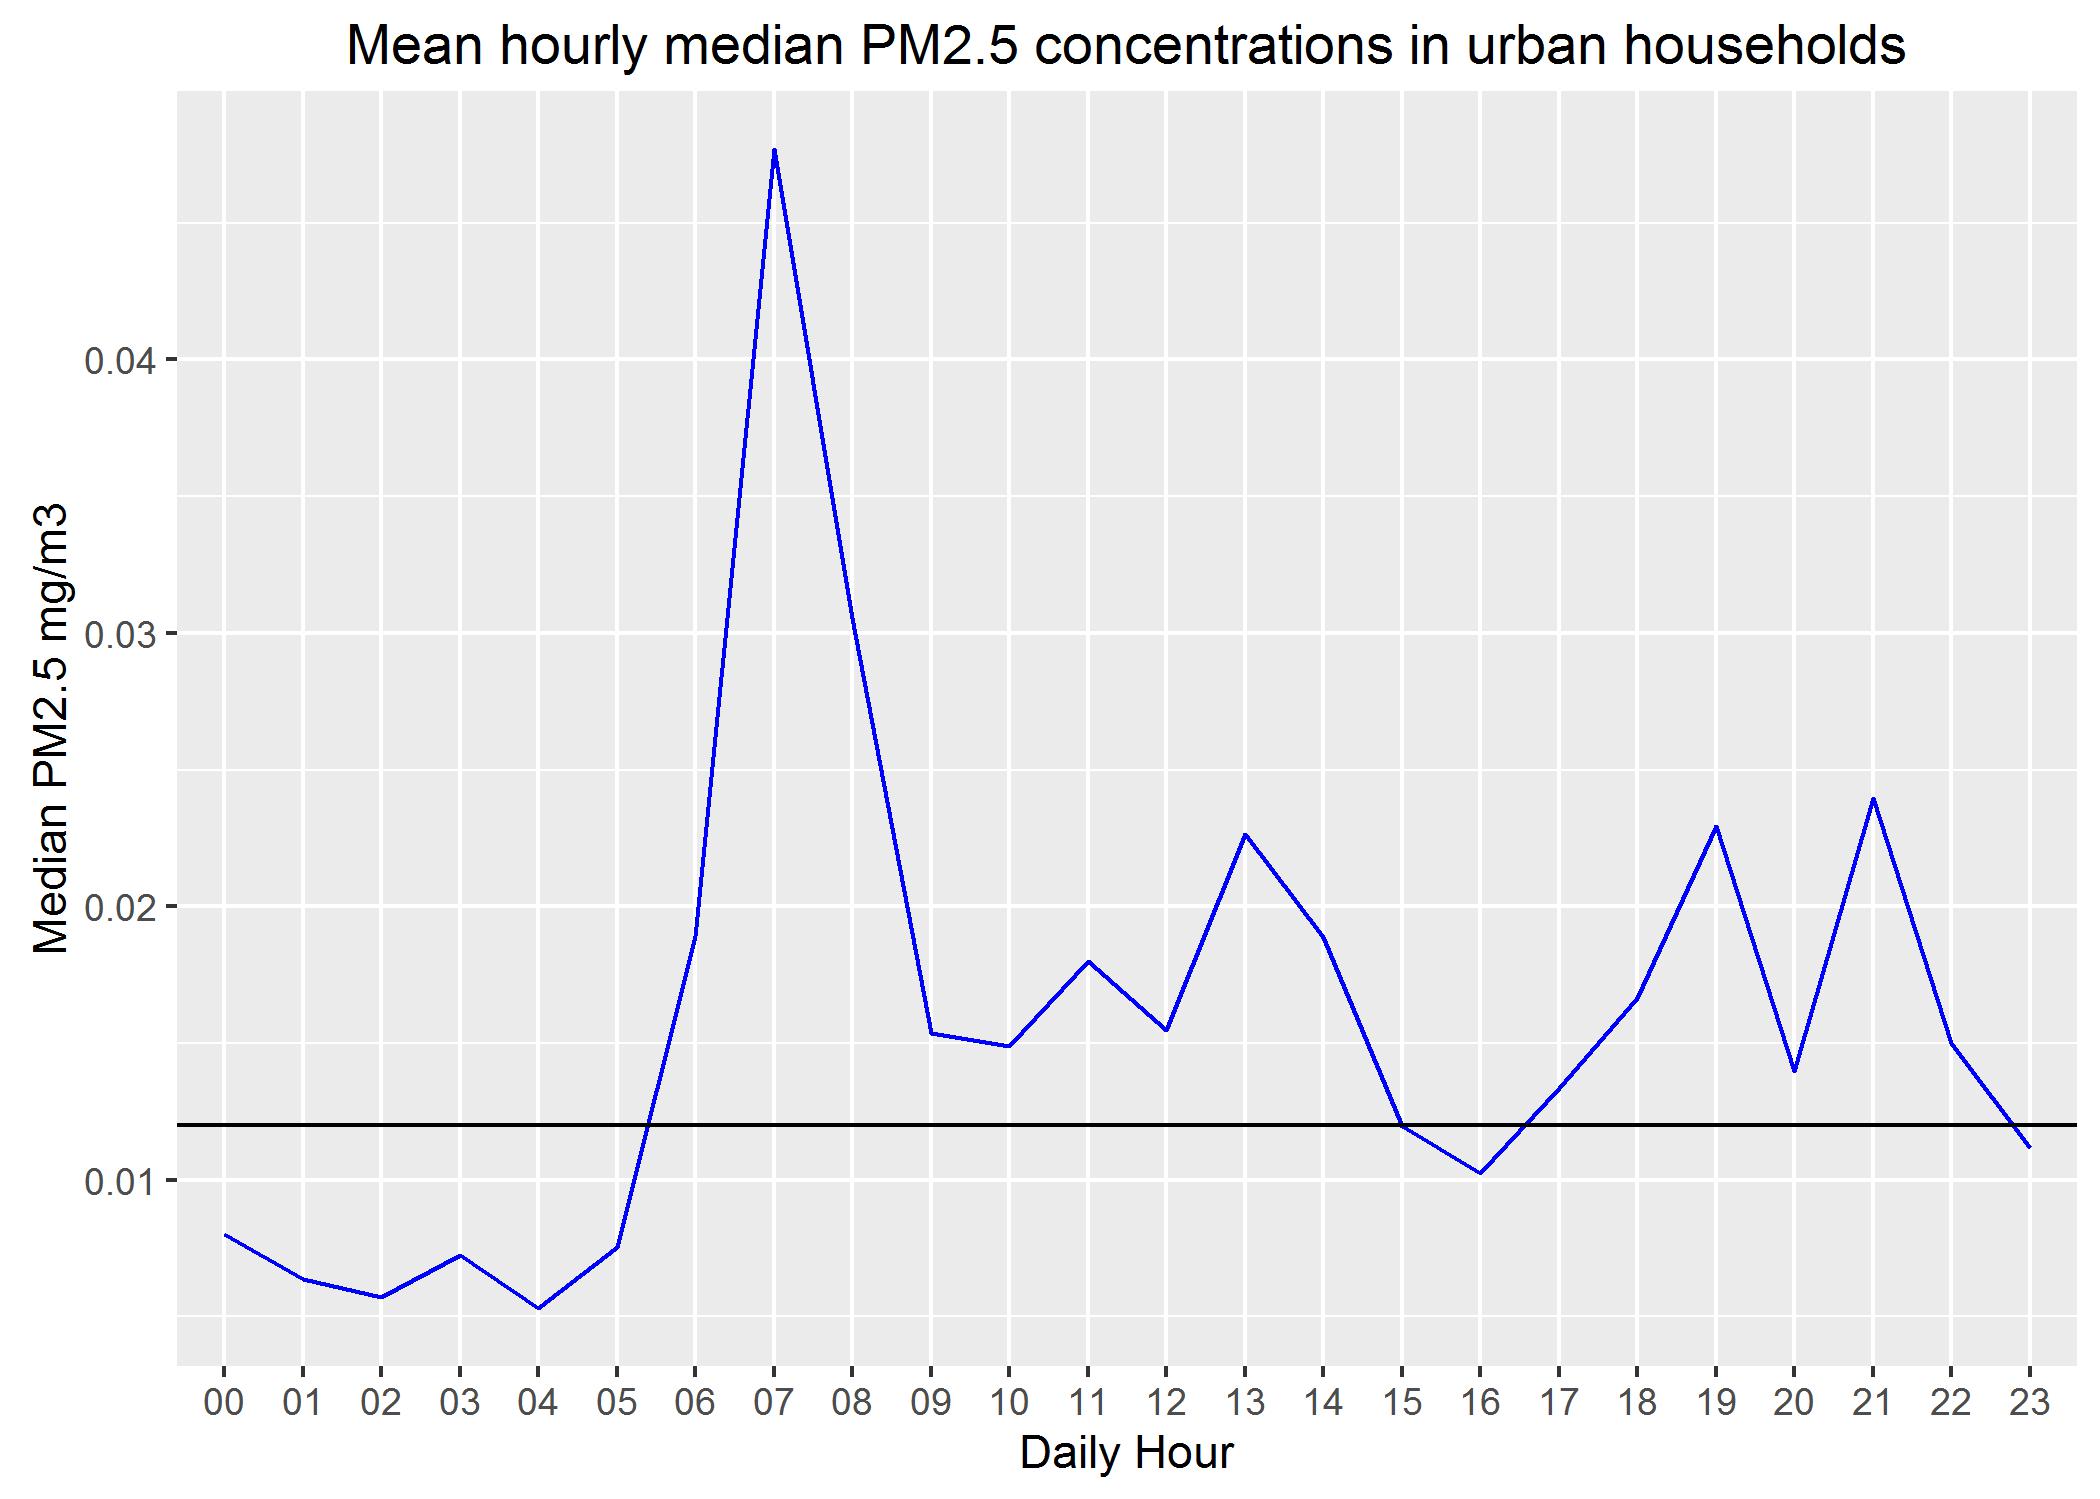 Mean hourly median PM2.5 concentrations in urban households
Median PM2.5 mg/m3
0.04
0.03
0.02
0.01
00 01 02 03 04 05 06 07 08 09 10 11 12 13 14 15 16 17 18 19 20 21 22 23
Daily Hour